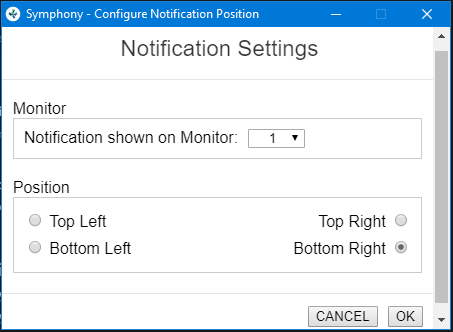 Symphony - Configure Notification Position
Notification Settings
Monitor
Notification shown on Monitor: 1
Position
Top Left Top Right
Bottom Left Bottom Right
CANCEL OK